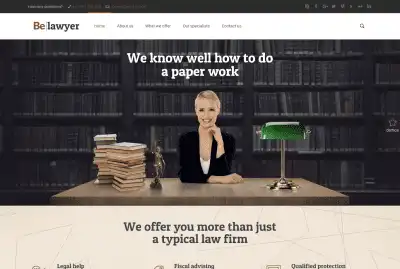 Be|lawyer
Home About us What we offer Our specialists Contact us
We know well how to do
a paper work
demos
We offer you more than just
a typical law firm
Legal help Fiscal advising Qualified protection